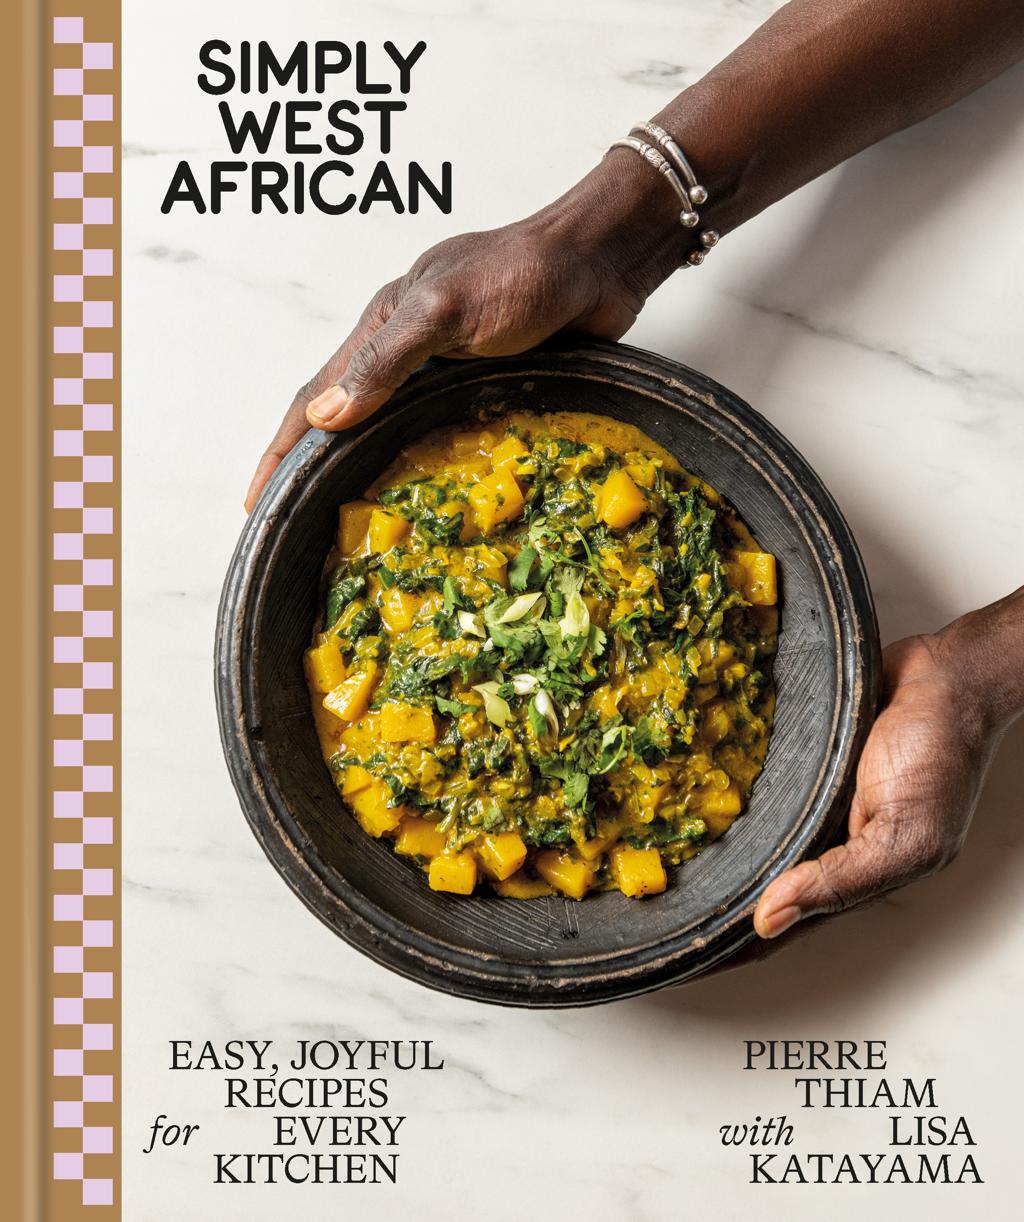 SIMPLY
WEST
AFRICAN
EASY, JOYFUL
RECIPES
for EVERY
KITCHEN
PIERRE
THIAM
with LISA
KATAYAMA